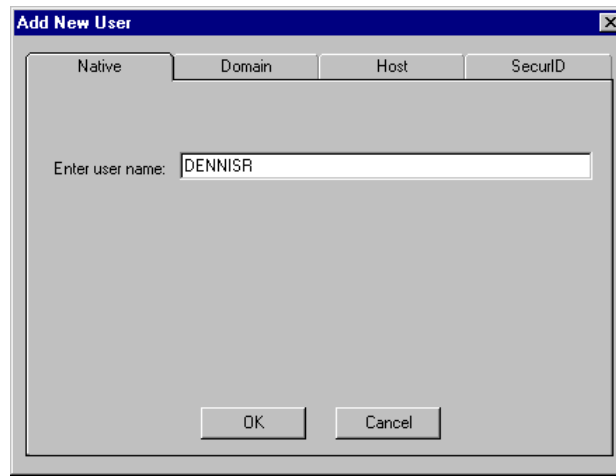 Add New User
Native Domain Host SecurID
Enter user name: DENNISR
OK Cancel